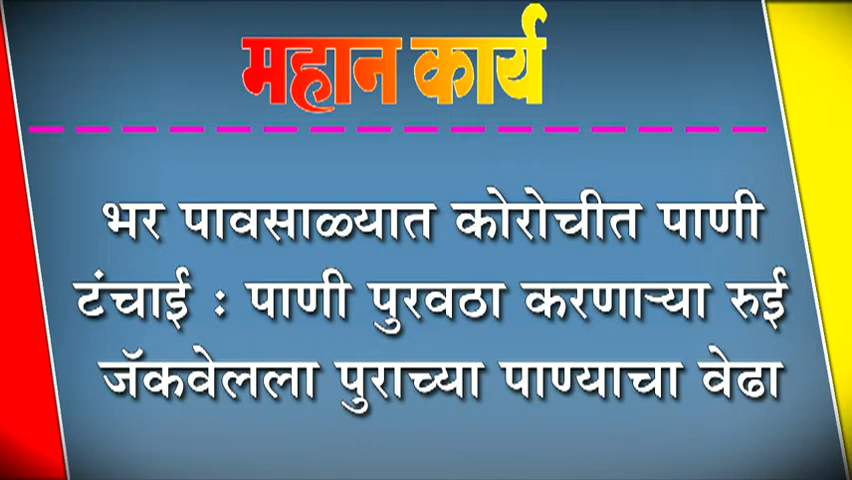 महान कार्य
भर पावसाळ्यात कोरोचीत पाणी
टंचाई : पाणी पुरवठा करणाऱ्या रुई
जॅकवेलला पुराच्या पाण्याचा वेढा